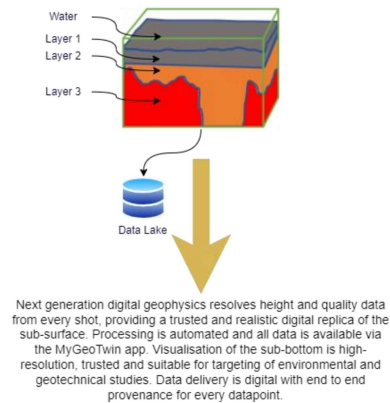 Water
Layer 1
Layer 2
Layer 3
Data Lake
Next generation digital geophysics resolves height and quality data
from every shot, providing a trusted and realistic digital replica of the
sub-surface. Processing is automated and all data is available via
the MyGeoTwin app. Visualisation of the sub-bottom is high-
resolution, trusted and suitable for targeting of environmental and
geotechnical studies. Data delivery is digital with end to end
provenance for every datapoint.